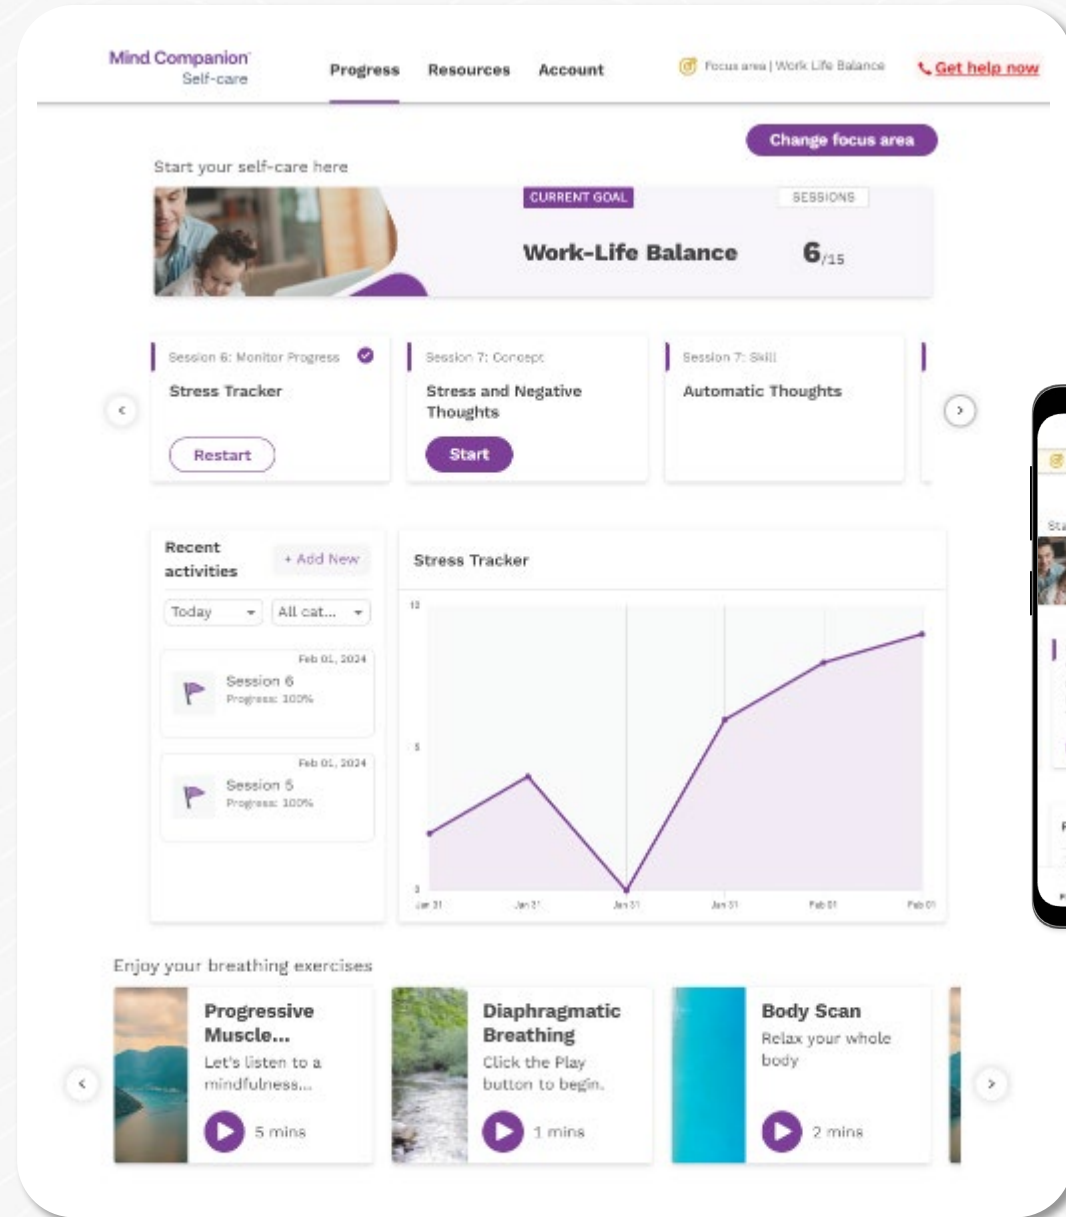 Mind Companion
Self-care
Progress
Resources
Account
Focus area | Work Life Balance
Get help now
Change focus area
Start your self-care here
CURRENT GOAL
SESSIONS
Work-Life Balance
6/15
Session 6: Monitor Progress
Stress Tracker
Restart
Session 7: Concept
Stress and Negative
Thoughts
Start
Session 7: Skill
Automatic Thoughts
Recent
activities
+ Add New
Today
All cat...
Feb 01, 2024
Session 6
Progress: 100%
Feb 01, 2024
Session 5
Progress: 100%
Stress Tracker
10
5
0
Jan 31
Jan 31
Jan 31
Jan 31
Feb 01
Feb 01
Enjoy your breathing exercises
Progressive
Muscle...
Let's listen to a
mindfulness...
5 mins
Diaphragmatic
Breathing
Click the Play
button to begin.
1 mins
Body Scan
Relax your whole
body
2 mins
Sta